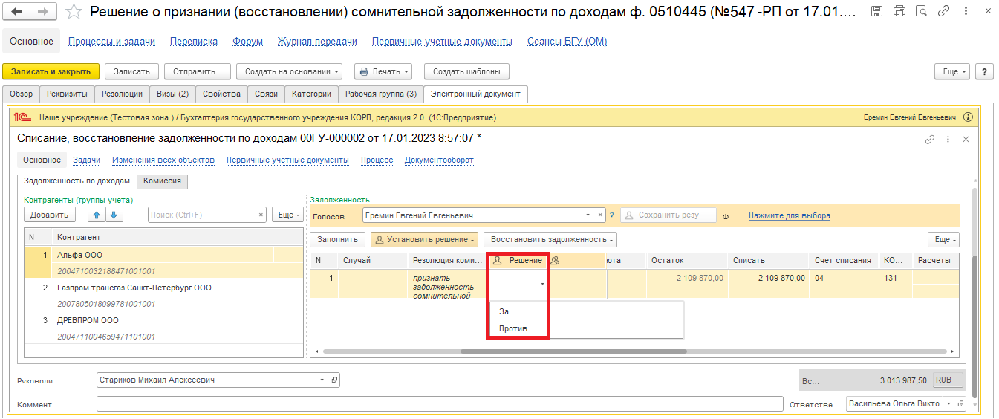 Решение о признании (восстановлении) сомнительной задолженности по доходам ф. 0510445 (№547 -РП от 17.01....
Основное Процессы и задачи Переписка Форум Журнал передачи Первичные учетные документы Сеансы БГУ (ОМ)
Записать и закрыть Записать Отправить... Создать на основании Печать Создать шаблоны Еще ?
Обзор Реквизиты Резолюции Визы (2) Свойства Связи Категории Рабочая группа (3) Электронный документ
1С Наше учреждение (Тестовая зона ) / Бухгалтерия государственного учреждения КОРП, редакция 2.0 (1С:Предприятие) Еремин Евгений Евгеньевич
Списание, восстановление задолженности по доходам 00ГУ-000002 от 17.01.2023 8:57:07 *
Основное Задачи Изменения всех объектов Первичные учетные документы Процесс Документооборот
Задолженность по доходам Комиссия
Контрагенты (группы учета) Задолженность
Добавить Поиск (Ctrl+F) × Еще
Голосов Еремин Евгений Евгеньевич × ? Сохранить резу... Ф Нажмите для выбора
Заполнить Установить решение Восстановить задолженность Еще
N Контрагент
N Случай Резолюция коми... Решение юта Остаток Списать Счет списания КО... Расчеты
1 Альфа ООО
2004710032188471001001
1 признать задолженность сомнительной 2 109 870,00 2 109 870,00 04 131
2 Газпром трансгаз Санкт-Петербург ООО
2007805018099781001001
3 ДРЕВПРОМ ООО
2004711004659471101001
За
Против
Руководи Стариков Михаил Алексеевич Вс... 3 013 987,50 RUB
Коммент Ответстве Васильева Ольга Викто